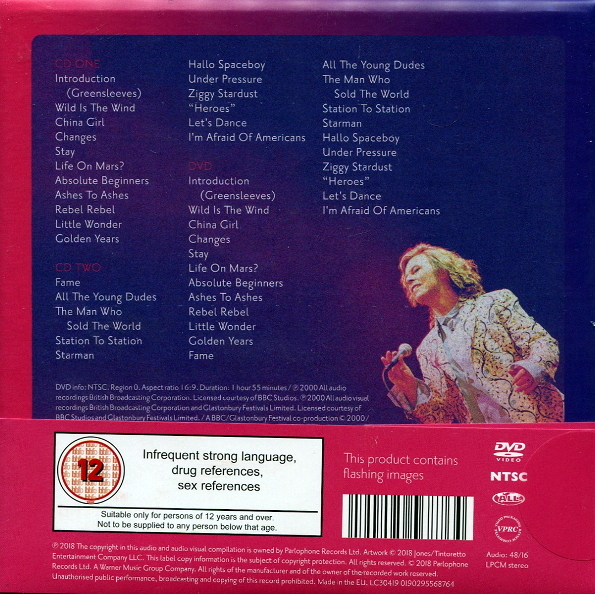 CD ONE
Introduction
(Greensleeves)
Wild Is The Wind
China Girl
Changes
Stay
Life On Mars?
Absolute Beginners
Ashes To Ashes
Rebel Rebel
Little Wonder
Golden Years
CD TWO
Fame
All The Young Dudes
The Man Who
Sold The World
Station To Station
Starman
Hallo Spaceboy
Under Pressure
Ziggy Stardust
“Heroes”
Let's Dance
I'm Afraid Of Americans
DVD
Introduction
(Greensleeves)
Wild Is The Wind
China Girl
Changes
Stay
Life On Mars?
Absolute Beginners
Ashes To Ashes
Rebel Rebel
Little Wonder
Golden Years
Fame
All The Young Dudes
The Man Who
Sold The World
Station To Station
Starman
Hallo Spaceboy
Under Pressure
Ziggy Stardust
“Heroes”
Let's Dance
I'm Afraid Of Americans
DVD info: NTSC. Region 0. Aspect ratio 16:9. Duration: 1 hour 55 minutes / ℗ 2000 All audio
recordings British Broadcasting Corporation. Licensed courtesy of BBC Studios. ℗ 2000 All audio visual
recordings British Broadcasting Corporation and Glastonbury Festivals Limited. Licensed courtesy of
BBC Studios and Glastonbury Festivals Limited. / A BBC/Glastonbury Festival co-production © 2000/
12
Infrequent strong language,
drug references,
sex references
Suitable only for persons of 12 years and over.
Not to be supplied to any person below that age.
This product contains
flashing images
DVD
VIDEO
NTSC
ALL
VPRC
Audio: 48/16
LPCM stereo
℗ 2018 The copyright in this audio and audio visual compilation is owned by Parlophone Records Ltd. Artwork © 2018 Jones/Tintoretto
Entertainment Company LLC. This label copy information is the subject of copyright protection. All rights reserved. © 2018 Parlophone
Records Ltd. A Warner Music Group Company. All rights of the manufacturer and of the owner of the recorded work reserved.
Unauthorised public performance, broadcasting and copying of this record prohibited. Made in the EU. LC30419 0190295568764